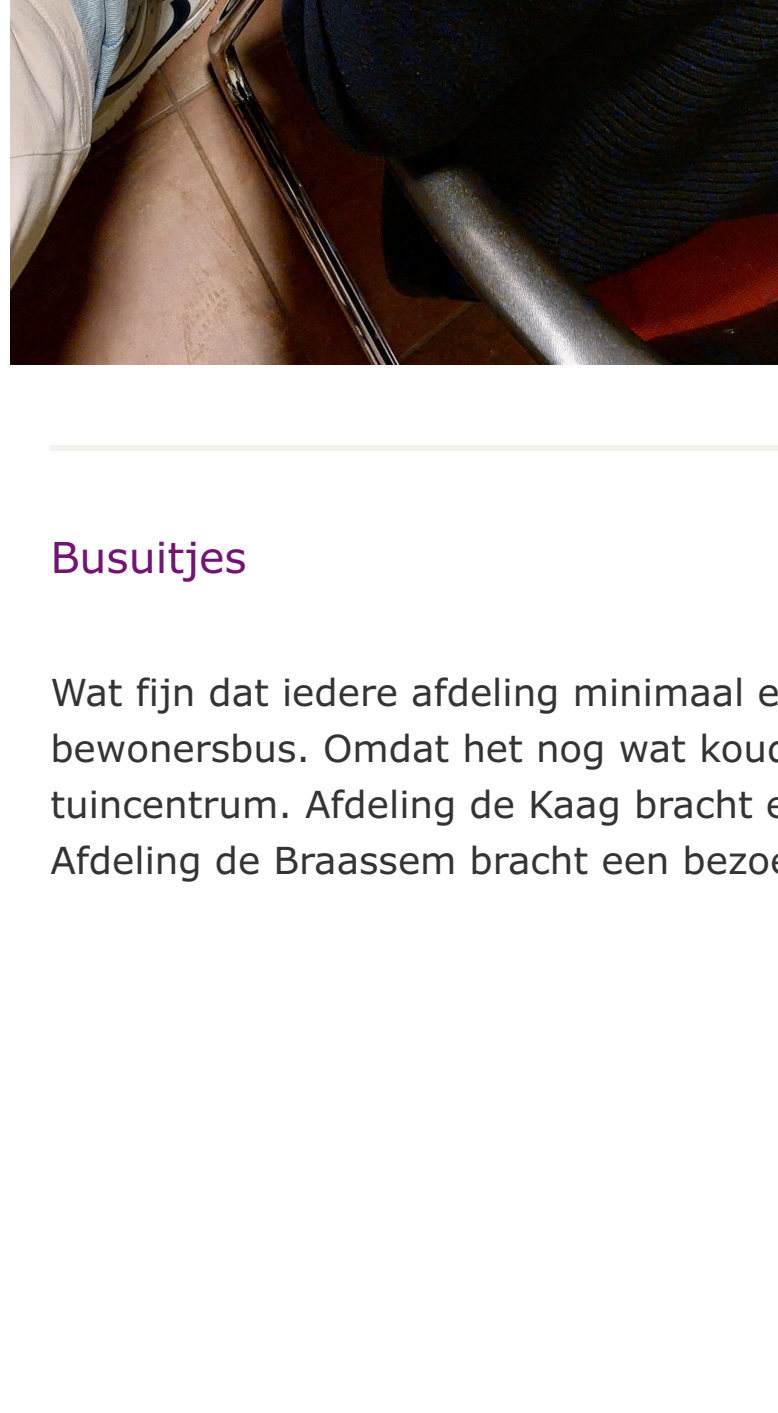 Busuitjes
Wat fijn dat iedere afdeling minimaal
bewonersbus. Omdat het nog wat
tuincentrum. Afdeling de Kaag bracht
Afdeling de Braassem bracht een